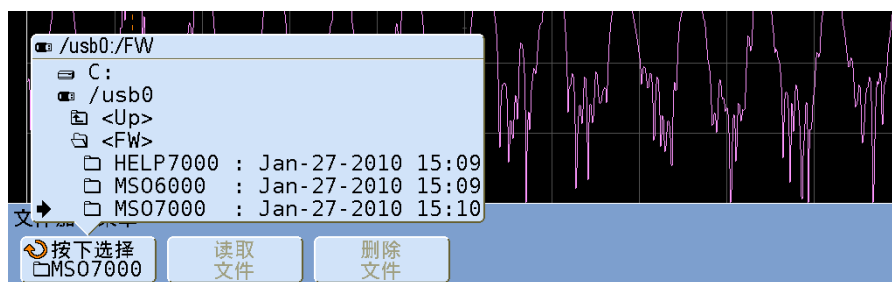 /usb0:/FW
C:
/usb0
<Up>
<FW>
HELP7000 : Jan-27-2010 15:09
MSO6000 : Jan-27-2010 15:09
MSO7000 : Jan-27-2010 15:10
文
按下选择 读取 删除
MSO7000 文件 文件